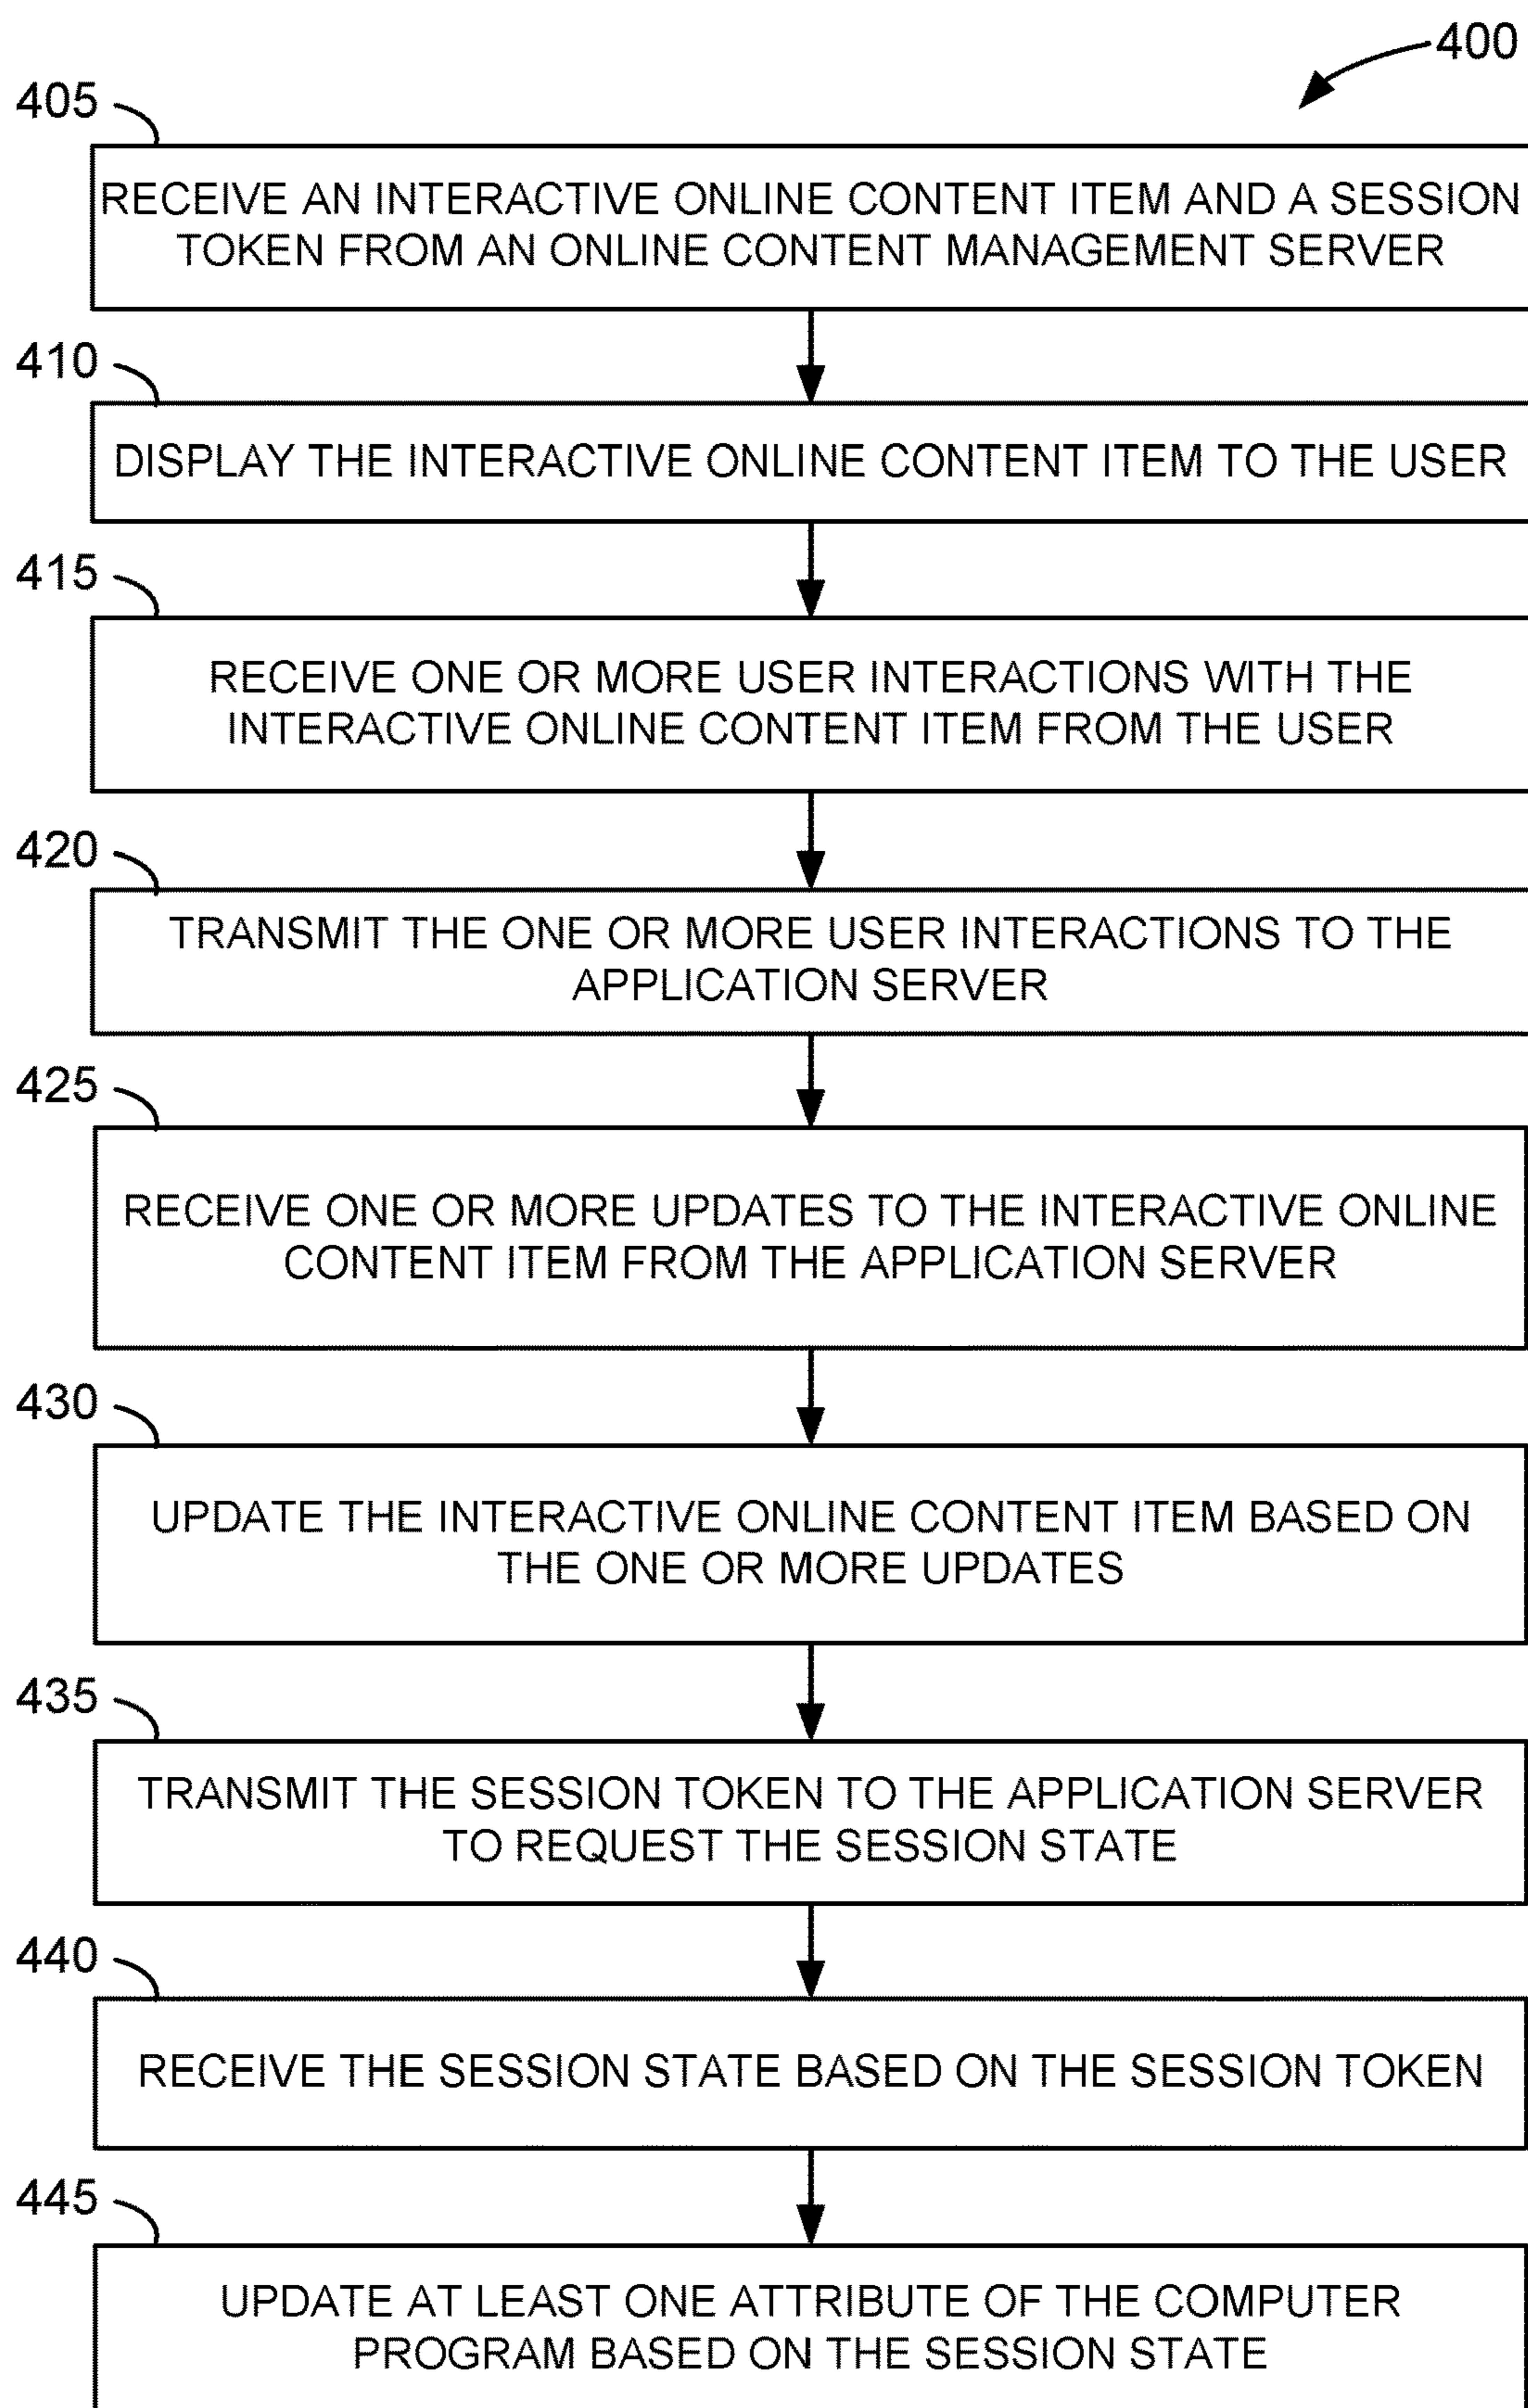 400
405
RECEIVE AN INTERACTIVE ONLINE CONTENT ITEM AND A SESSION
TOKEN FROM AN ONLINE CONTENT MANAGEMENT SERVER
410
DISPLAY THE INTERACTIVE ONLINE CONTENT ITEM TO THE USER
415
RECEIVE ONE OR MORE USER INTERACTIONS WITH THE
INTERACTIVE ONLINE CONTENT ITEM FROM THE USER
420
TRANSMIT THE ONE OR MORE USER INTERACTIONS TO THE
APPLICATION SERVER
425
RECEIVE ONE OR MORE UPDATES TO THE INTERACTIVE ONLINE
CONTENT ITEM FROM THE APPLICATION SERVER
430
UPDATE THE INTERACTIVE ONLINE CONTENT ITEM BASED ON
THE ONE OR MORE UPDATES
435
TRANSMIT THE SESSION TOKEN TO THE APPLICATION SERVER
TO REQUEST THE SESSION STATE
440
RECEIVE THE SESSION STATE BASED ON THE SESSION TOKEN
445
UPDATE AT LEAST ONE ATTRIBUTE OF THE COMPUTER
PROGRAM BASED ON THE SESSION STATE